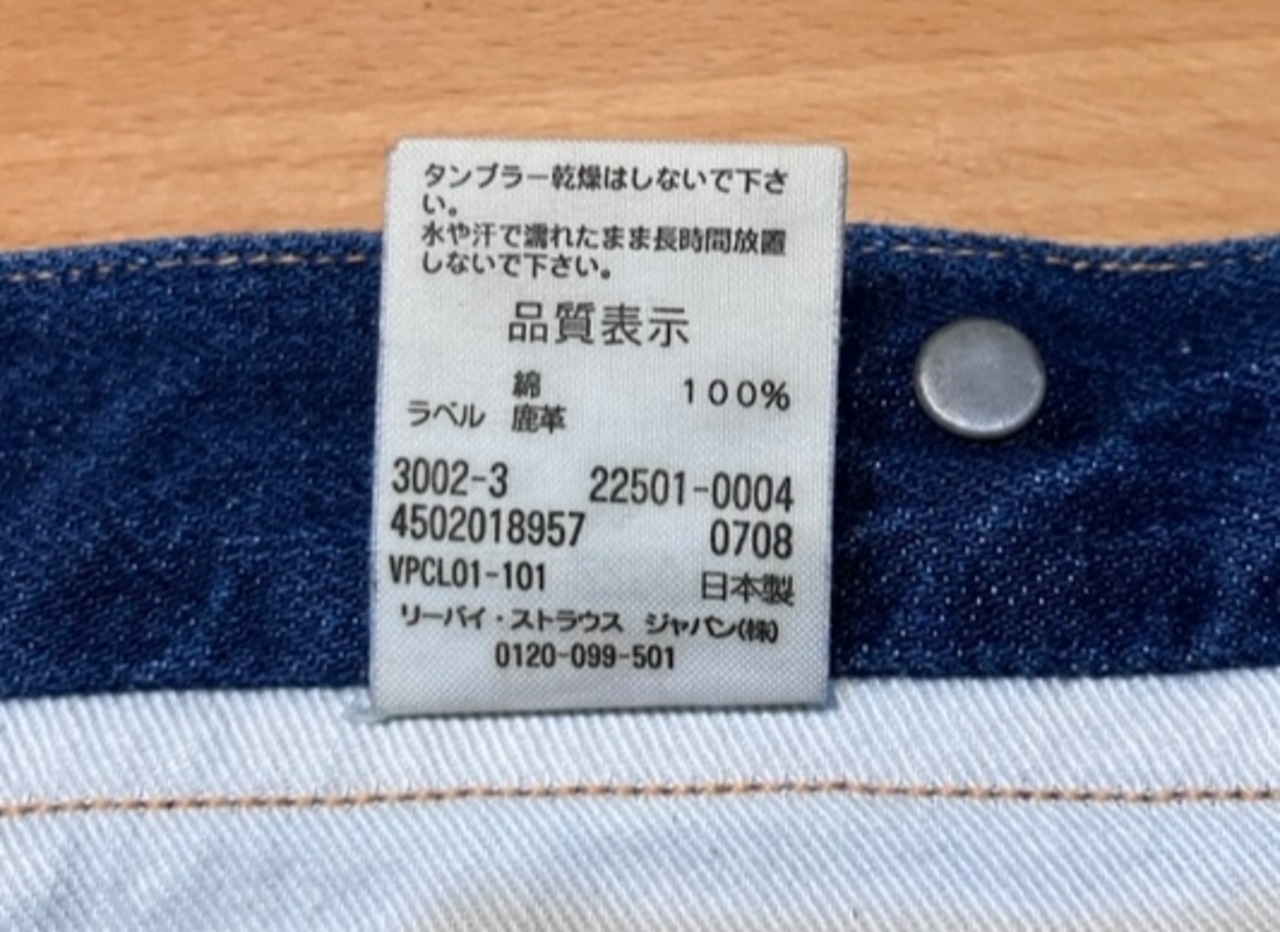 タンブラー乾燥はしないで下さ
い。
水や汗で濡れたまま長時間放置
しないで下さい。
品質表示
綿 100%
ラベル 鹿革
3002-3 22501-0004
4502018957 0708
VPCL01-101 日本製
リーバイ・ストラウス ジャパン(株)
0120-099-501